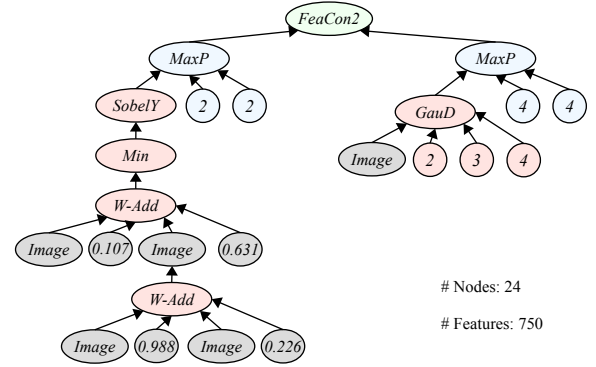 FeaCon2
MaxP MaxP
SobelY 2 2 4 4
GauD
Min Image 2 3 4
W-Add
Image 0.107 Image 0.631
# Nodes: 24
W-Add
# Features: 750
Image 0.988 Image 0.226